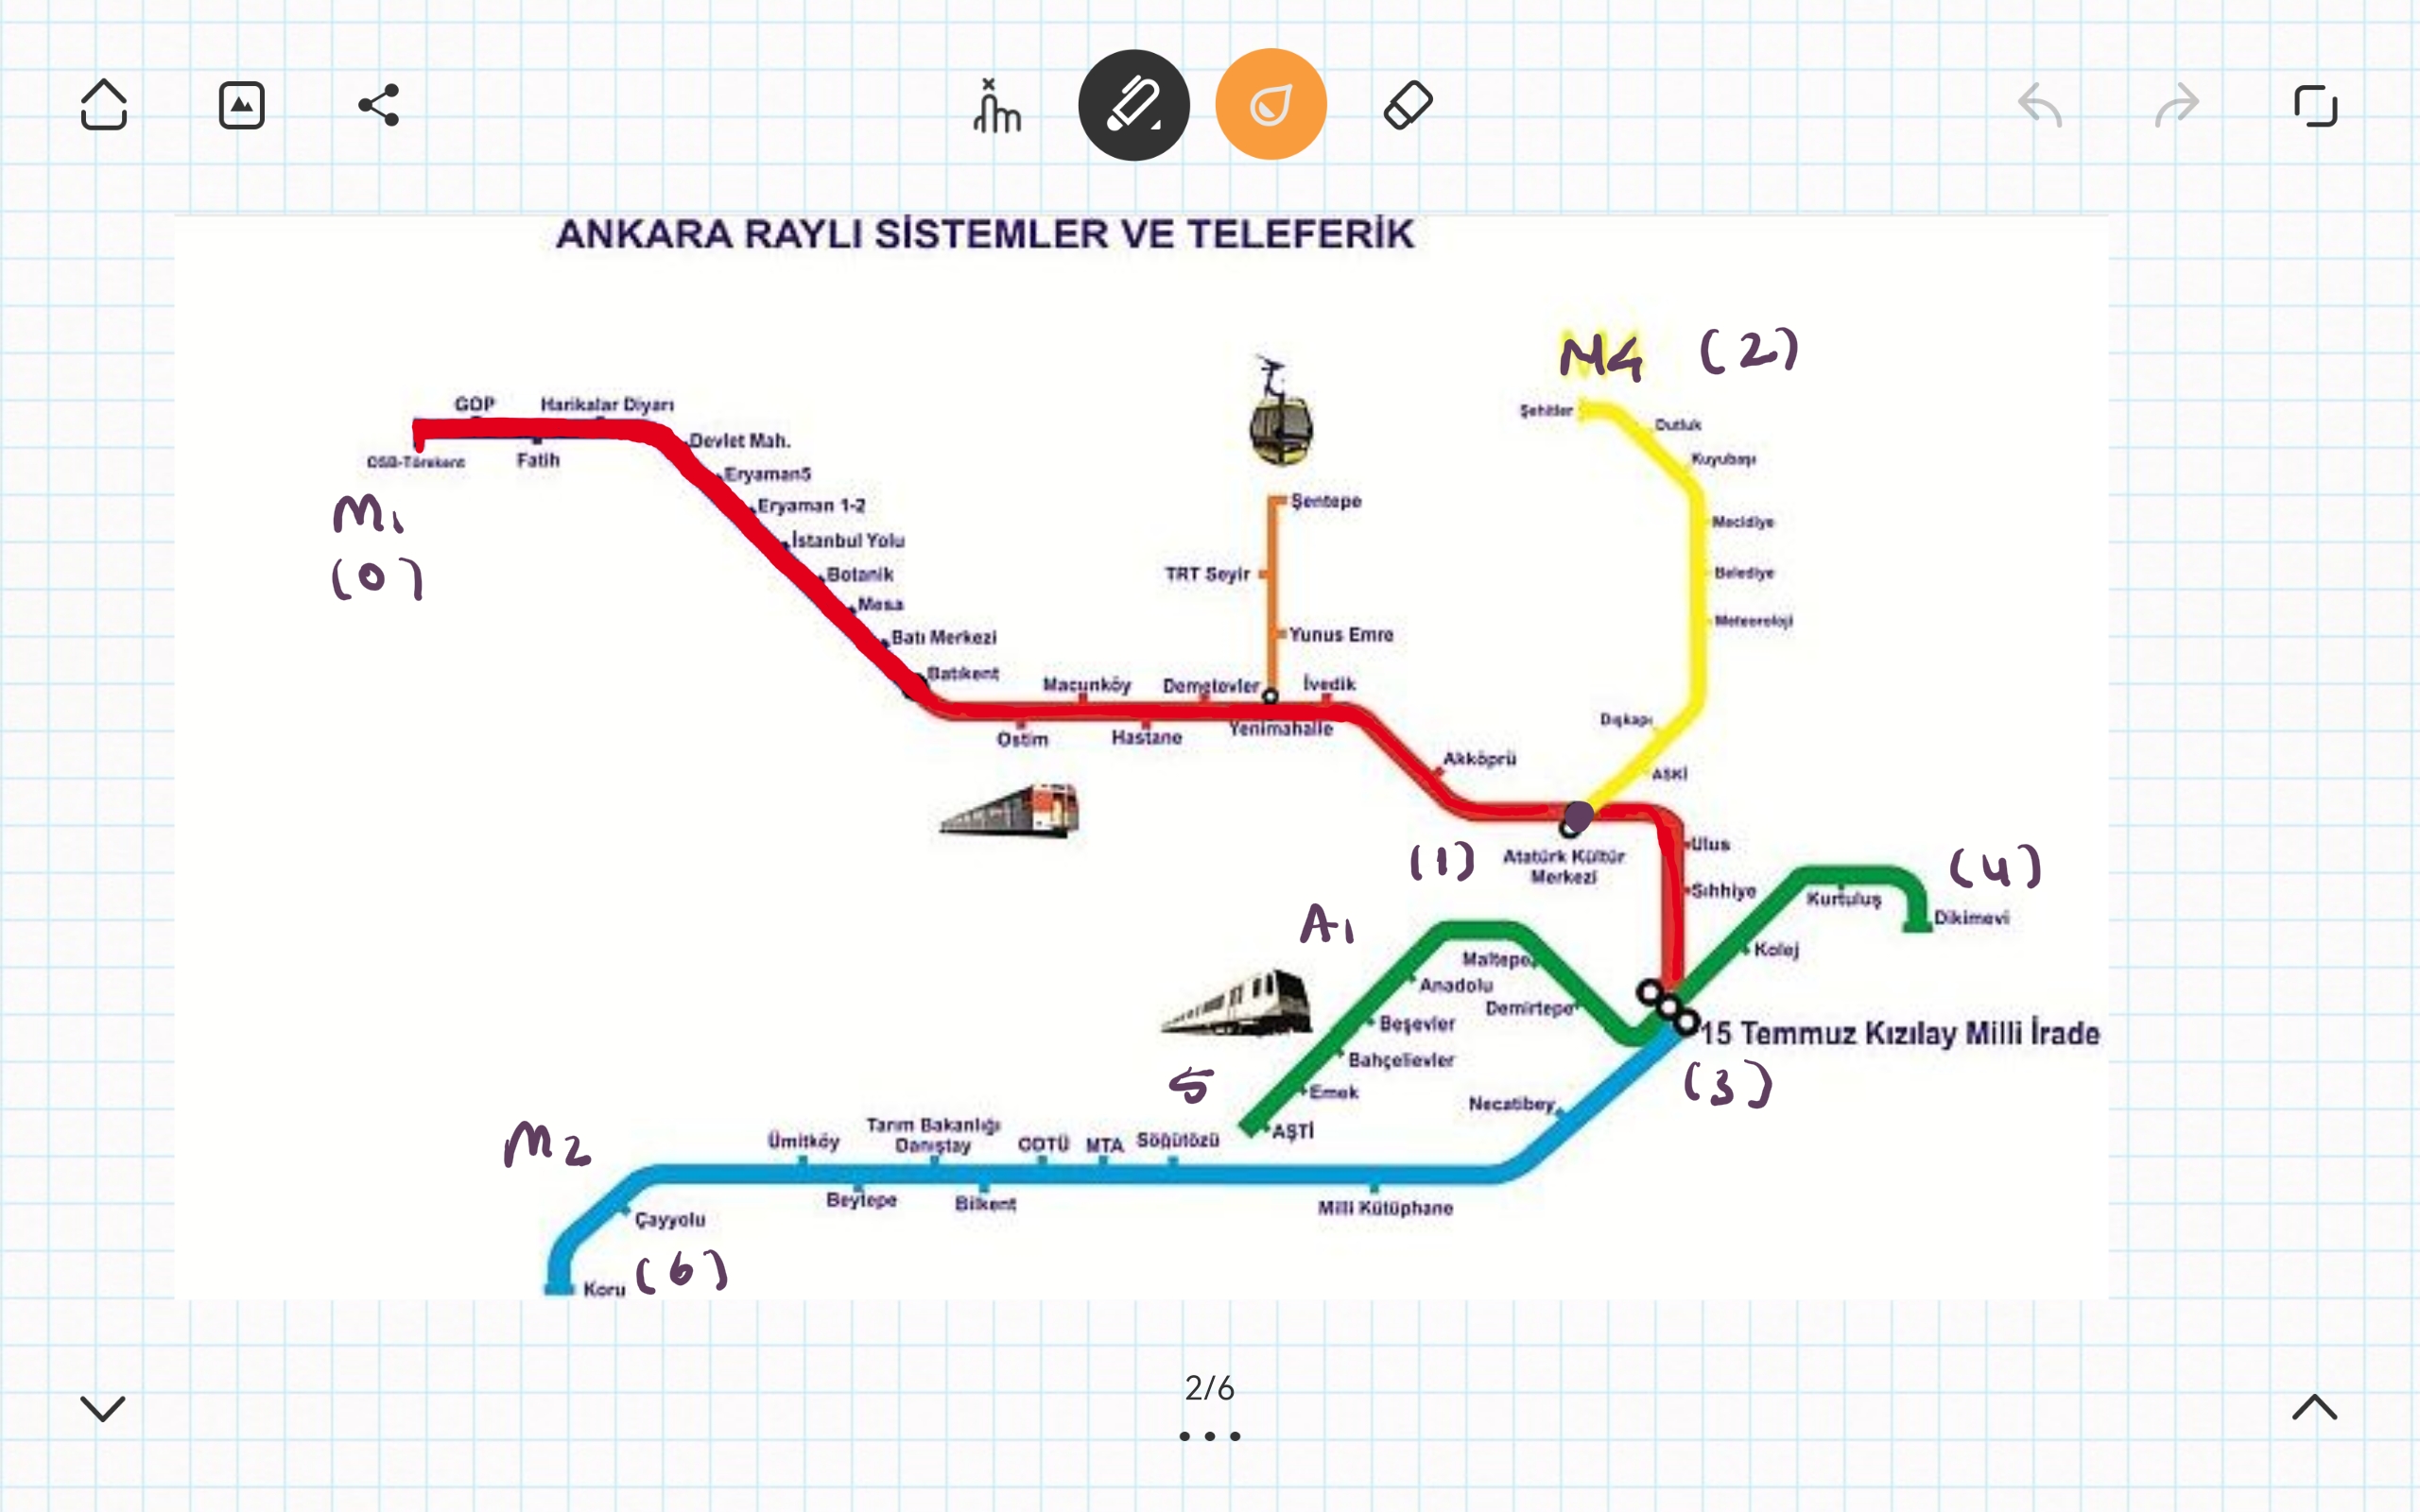 ANKARA RAYLI SİSTEMLER VE TELEFERİK
M4 (2)
Şehitler
Dutluk
Kuyubaşı
Mecidiye
Belediye
Meteoroloji
Dışkapı
ASKİ
GOP
Harikalar Diyarı
OSB-Törekent
Fatih
M1
(0)
Devlet Mah.
Eryaman5
Eryaman 1-2
İstanbul Yolu
Botanik
Mesa
Batı Merkezi
Batıkent
Şentepe
TRT Seyir
Yunus Emre
Macunköy
Demetevler
İvedik
Ostim
Hastane
Yenimahalle
Akköprü
(1)
Atatürk Kültür
Merkezi
Ulus
Sıhhiye
(4)
Kurtuluş
Dikimevi
Kolej
A1
Maltepe
Anadolu
Demirtepe
Beşevler
Bahçelievler
5
Emek
AŞTİ
15 Temmuz Kızılay Milli İrade
(3)
Necatibey
M2
Ümitköy
Tarım Bakanlığı
Danıştay
ODTÜ
MTA
Söğütözü
Beytepe
Bilkent
Milli Kütüphane
Çayyolu
Koru
(6)
2/6